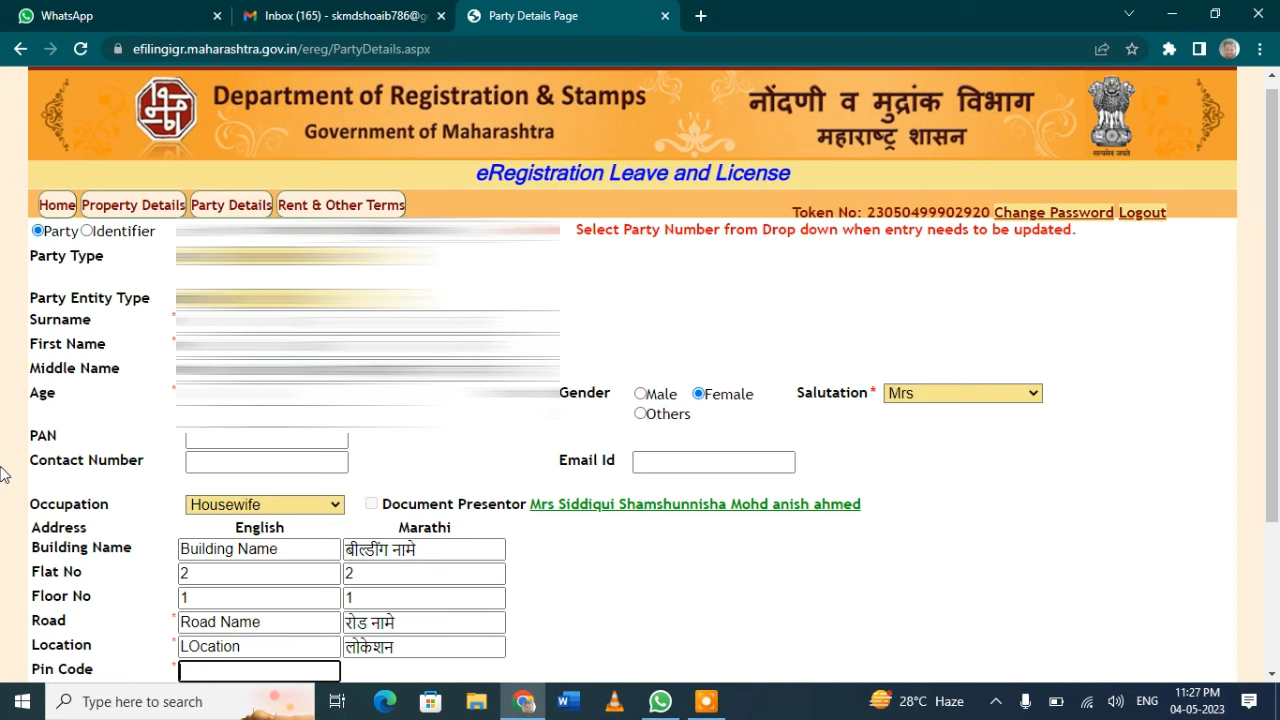 WhatsApp
Inbox (165) - skmdshoaib786@g
Party Details Page
efilingigr.maharashtra.gov.in/ereg/PartyDetails.aspx
Department of Registration & Stamps
Government of Maharashtra
नोंदणी व मुद्रांक विभाग
महाराष्ट्र शासन
सत्यमेव जयते
eRegistration Leave and License
Home Property Details Party Details Rent & Other Terms
Token No: 23050499902920 Change Password Logout
Party Identifier
Select Party Number from Drop down when entry needs to be updated.
Party Type
Party Entity Type
Surname *
First Name *
Middle Name
Age * Gender Male Female Salutation * Mrs
Others
PAN
Contact Number Email Id
Occupation Housewife Document Presentor Mrs Siddiqui Shamshunnisha Mohd anish ahmed
Address English Marathi
Building Name Building Name बील्डींग नामे
Flat No 2 2
Floor No 1 1
Road * Road Name रोड नामे
Location * LOcation लोकेशन
Pin Code *
Type here to search
28°C Haze
ENG
11:27 PM
04-05-2023